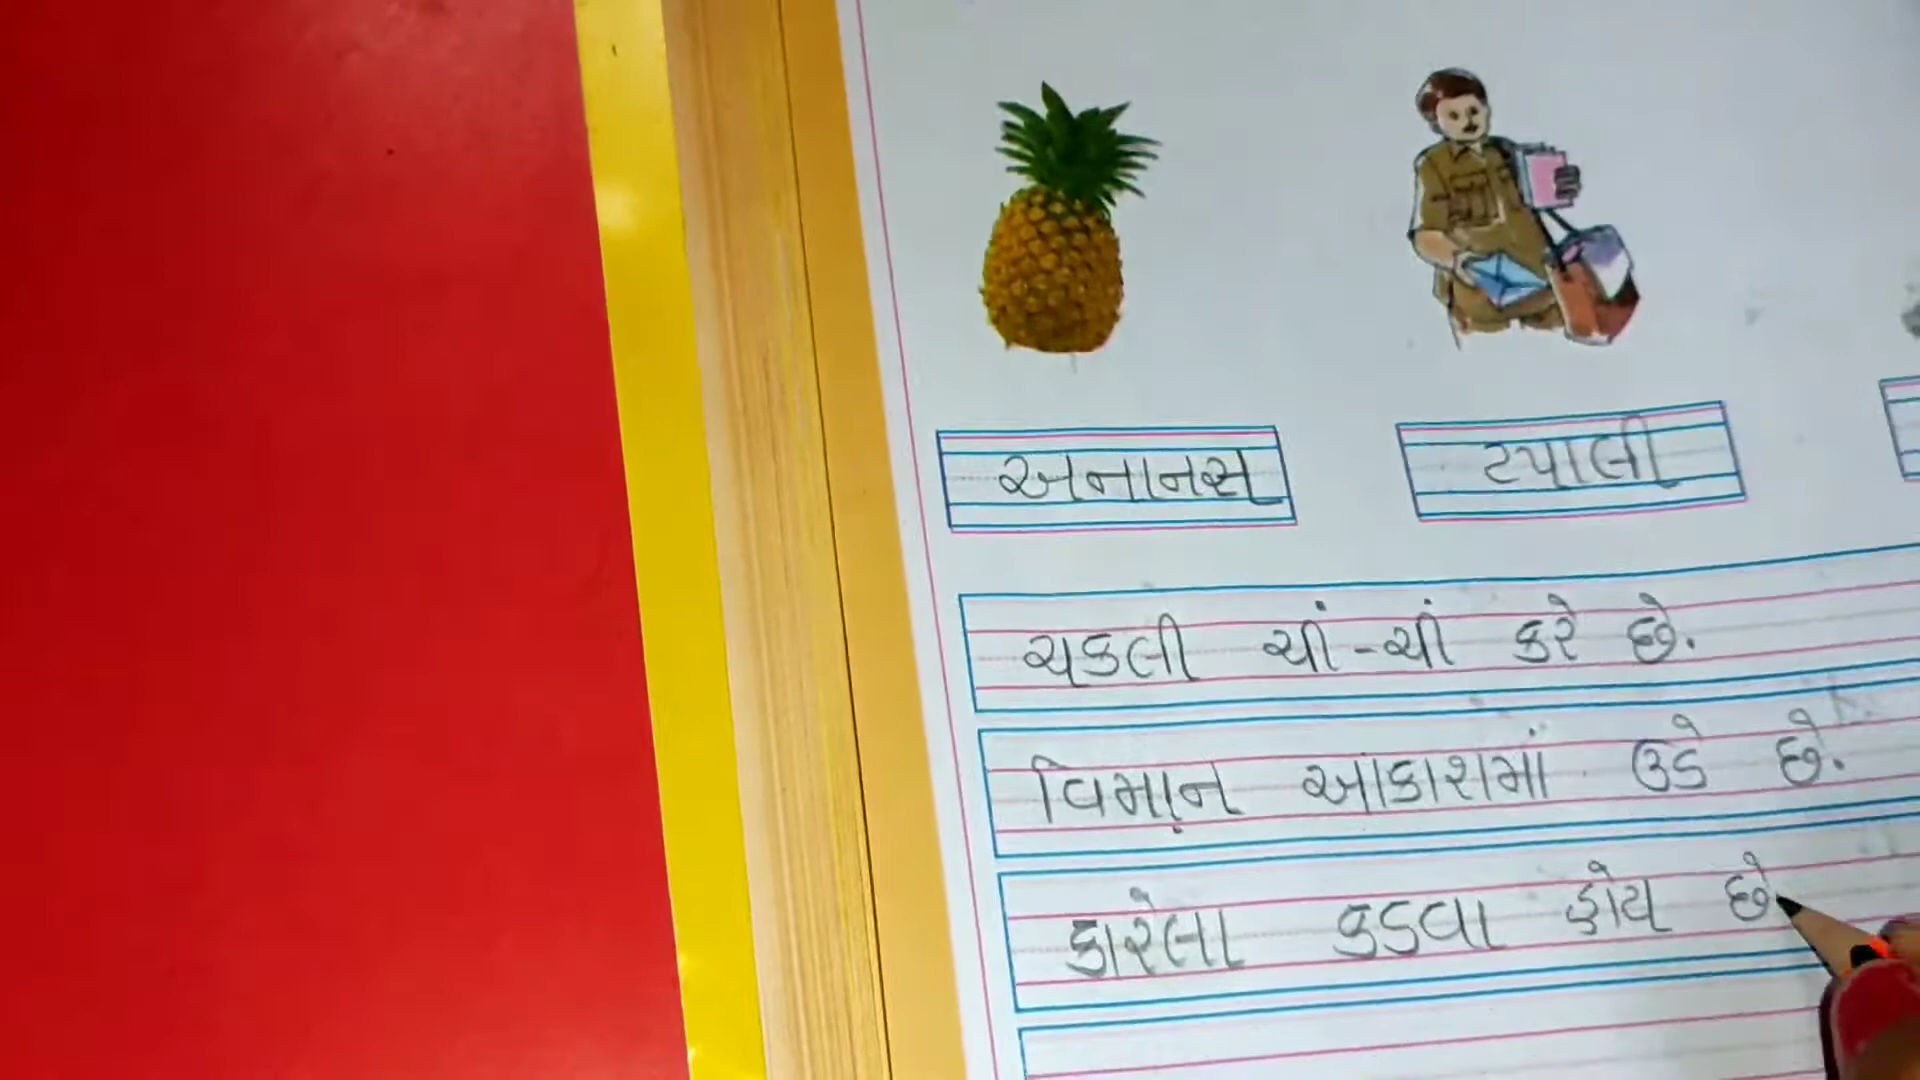 અનાનસ ટપાલી
ચકલી ચીં-ચીં કરે છે.
વિમાન આકાશમાં ઉડે છે.
કારેલા કડવા હોય છે